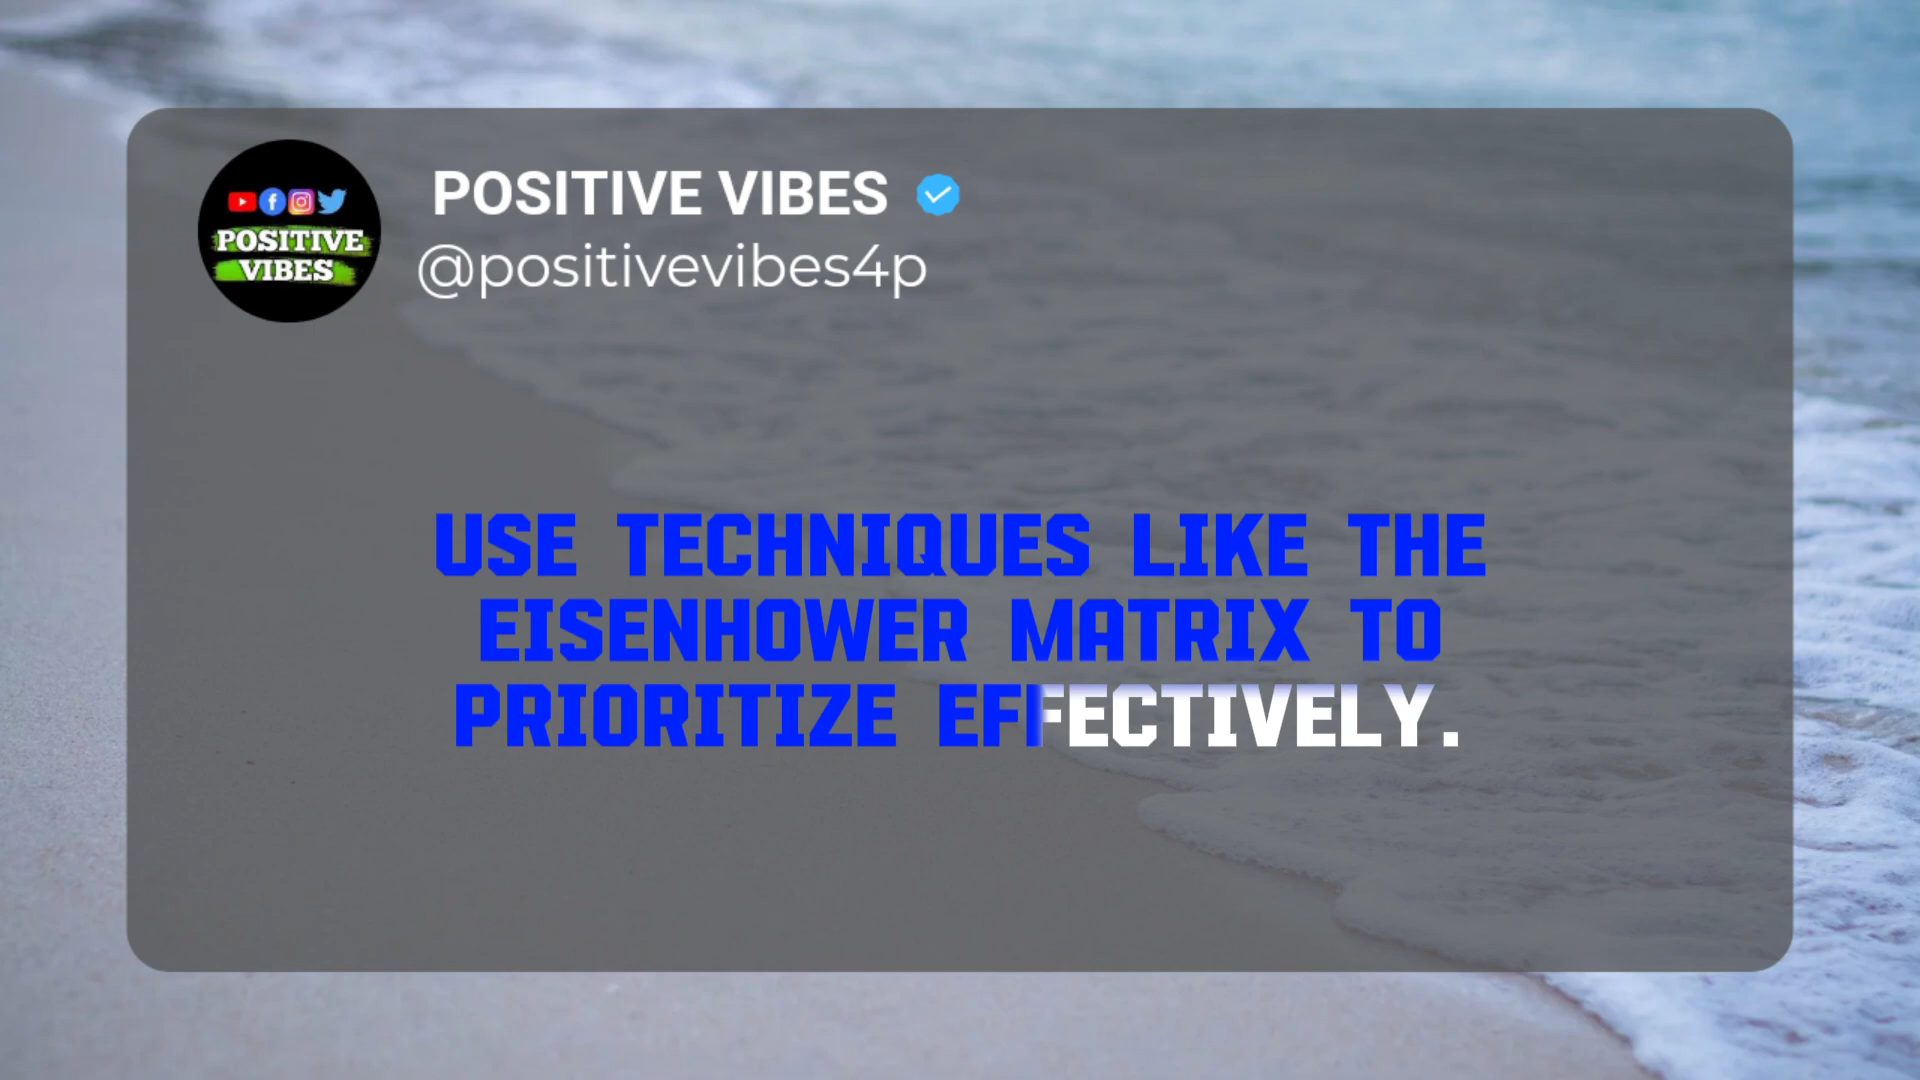 POSITIVE VIBES
@positivevibes4p
POSITIVE
VIBES
USE TECHNIQUES LIKE THE
EISENHOWER MATRIX TO
PRIORITIZE EFFECTIVELY.